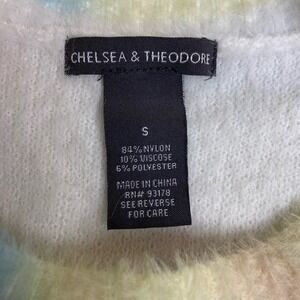 CHELSEA & THEODORE
S
84% NYLON
10% VISCOSE
6% POLYESTER
MADE IN CHINA
RN# 93178
SEE REVERSE
FOR CARE